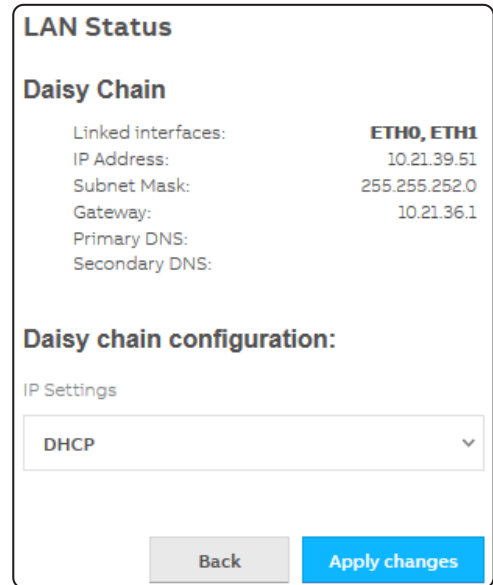 LAN Status
Daisy Chain
Linked interfaces: ETH0, ETH1
IP Address: 10.21.39.51
Subnet Mask: 255.255.252.0
Gateway: 10.21.36.1
Primary DNS:
Secondary DNS:
Daisy chain configuration:
IP Settings
DHCP
Back Apply changes